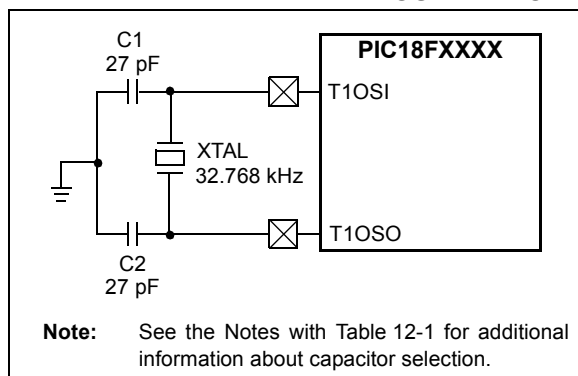 C1
27 pF
PIC18FXXXX
T1OSI
XTAL
32.768 kHz
T1OSO
C2
27 pF
Note: See the Notes with Table 12-1 for additional
information about capacitor selection.